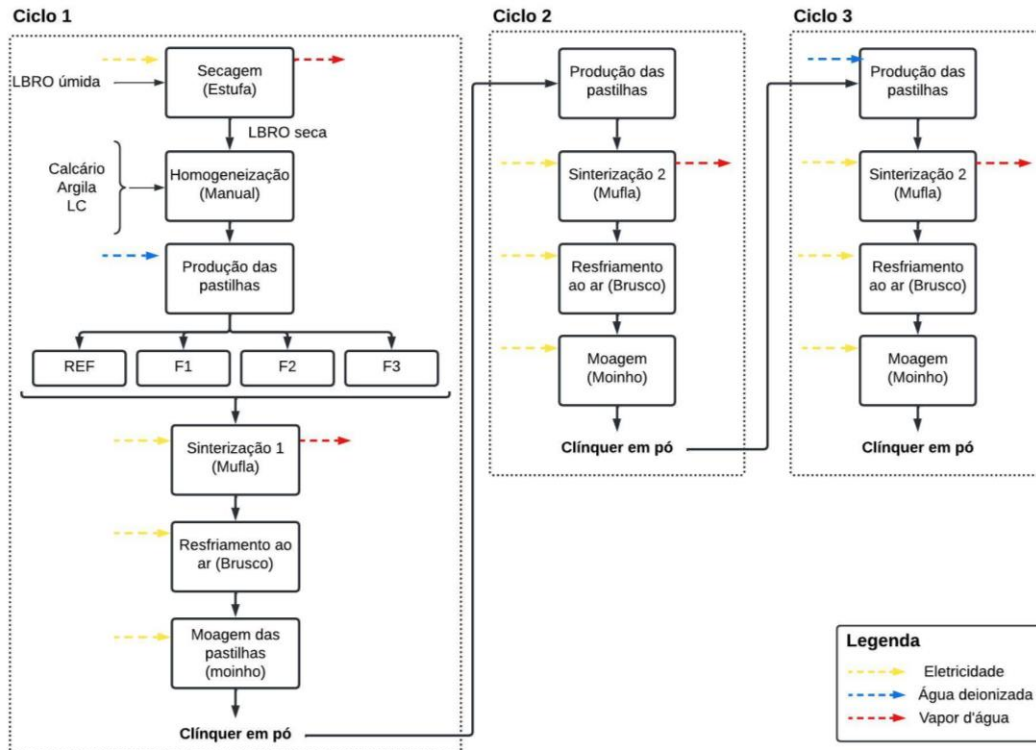 Ciclo 1
LBRO úmida
Secagem
(Estufa)
LBRO seca
Calcário
Argila
LC
Homogeneização
(Manual)
Produção das
pastilhas
REF
F1
F2
F3
Sinterização 1
(Mufla)
Resfriamento ao
ar (Brusco)
Moagem das
pastilhas
(moinho)
Clínquer em pó
Ciclo 2
Produção das
pastilhas
Sinterização 2
(Mufla)
Resfriamento
ao ar (Brusco)
Moagem
(Moinho)
Clínquer em pó
Ciclo 3
Produção das
pastilhas
Sinterização 2
(Mufla)
Resfriamento
ao ar (Brusco)
Moagem
(Moinho)
Clínquer em pó
Legenda
Eletricidade
Água deionizada
Vapor d'água